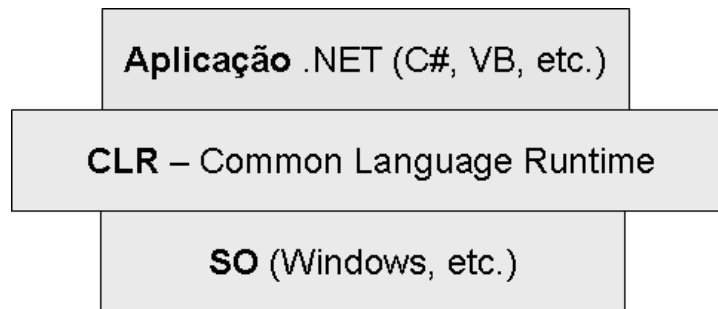 Aplicação .NET (C#, VB, etc.)
CLR – Common Language Runtime
SO (Windows, etc.)